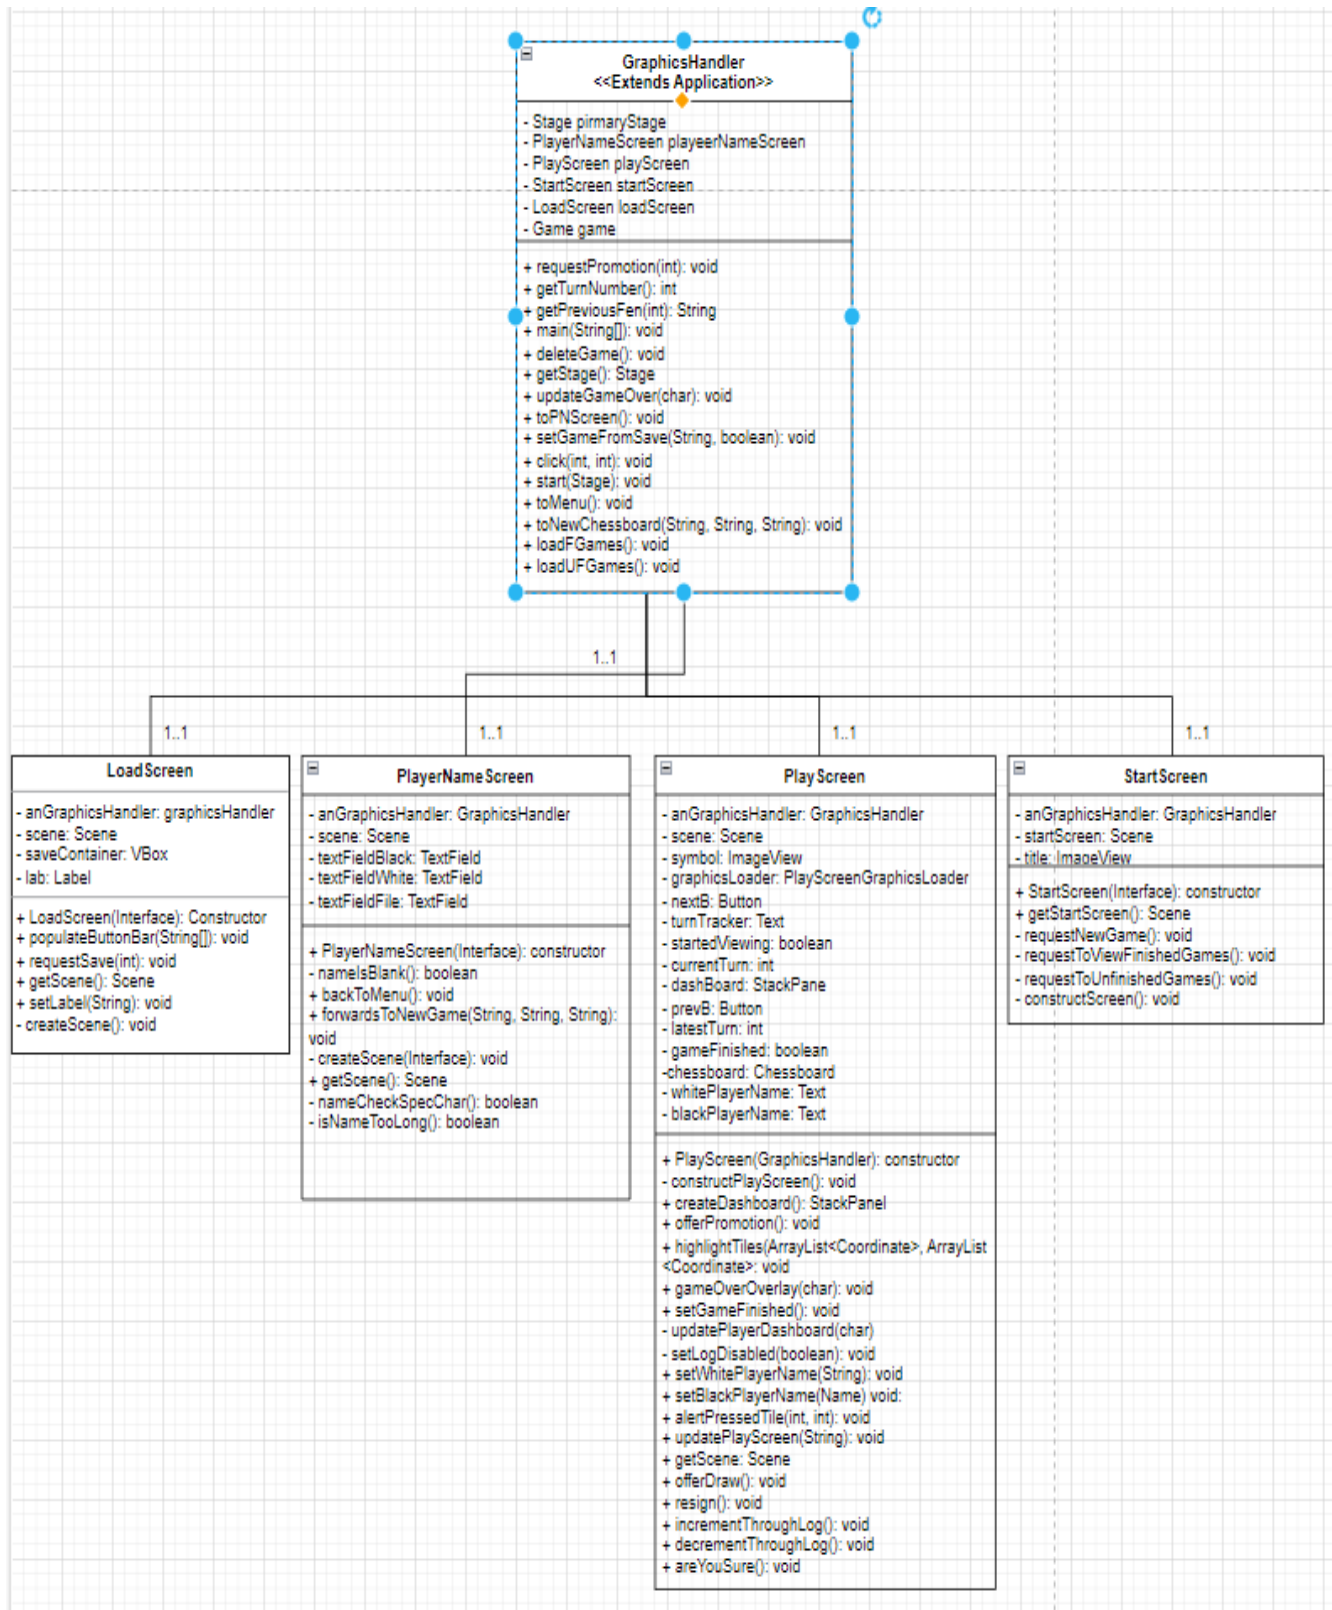 GraphicsHandler
<<Extends Application>>
- Stage pirmaryStage
- PlayerNameScreen playeerNameScreen
- PlayScreen playScreen
- StartScreen startScreen
- LoadScreen loadScreen
- Game game
+ requestPromotion(int): void
+ getTurnNumber(): int
+ getPreviousFen(int): String
+ main(String[]): void
+ deleteGame(): void
+ getStage(): Stage
+ updateGameOver(char): void
+ toPNScreen(): void
+ setGameFromSave(String, boolean): void
+ click(int, int): void
+ start(Stage): void
+ toMenu(): void
+ toNewChessboard(String, String, String): void
+ loadFGames(): void
+ loadUFGames(): void
1..1
1..1
1..1
1..1
1..1
LoadScreen
- anGraphicsHandler: graphicsHandler
- scene: Scene
- saveContainer: VBox
- lab: Label
+ LoadScreen(Interface): Constructor
+ populateButtonBar(String[]): void
+ requestSave(int): void
+ getScene(): Scene
+ setLabel(String): void
- createScene(): void
PlayerNameScreen
- anGraphicsHandler: GraphicsHandler
- scene: Scene
- textFieldBlack: TextField
- textFieldWhite: TextField
- textFieldFile: TextField
+ PlayerNameScreen(Interface): constructor
- nameIsBlank(): boolean
+ backToMenu(): void
+ forwardsToNewGame(String, String, String):
void
- createScene(Interface): void
+ getScene(): Scene
- nameCheckSpecChar(): boolean
- isNameTooLong(): boolean
PlayScreen
- anGraphicsHandler: GraphicsHandler
- scene: Scene
- symbol: ImageView
- graphicsLoader: PlayScreenGraphicsLoader
- nextB: Button
- turnTracker: Text
- startedViewing: boolean
- currentTurn: int
- dashBoard: StackPane
- prevB: Button
- latestTurn: int
- gameFinished: boolean
-chessboard: Chessboard
- whitePlayerName: Text
- blackPlayerName: Text
+ PlayScreen(GraphicsHandler): constructor
- constructPlayScreen(): void
+ createDashboard(): StackPanel
+ offerPromotion(): void
+ highlightTiles(ArrayList<Coordinate>, ArrayList
<Coordinate>: void
+ gameOverOverlay(char): void
+ setGameFinished(): void
- updatePlayerDashboard(char)
- setLogDisabled(boolean): void
+ setWhitePlayerName(String): void
+ setBlackPlayerName(Name) void:
+ alertPressedTile(int, int): void
+ updatePlayScreen(String): void
+ getScene: Scene
+ offerDraw(): void
+ resign(): void
+ incrementThroughLog(): void
+ decrementThroughLog(): void
+ areYouSure(): void
StartScreen
- anGraphicsHandler: GraphicsHandler
- startScreen: Scene
- title: ImageView
+ StartScreen(Interface): constructor
+ getStartScreen(): Scene
- requestNewGame(): void
- requestToViewFinishedGames(): void
- requestToUnfinishedGames(): void
- constructScreen(): void